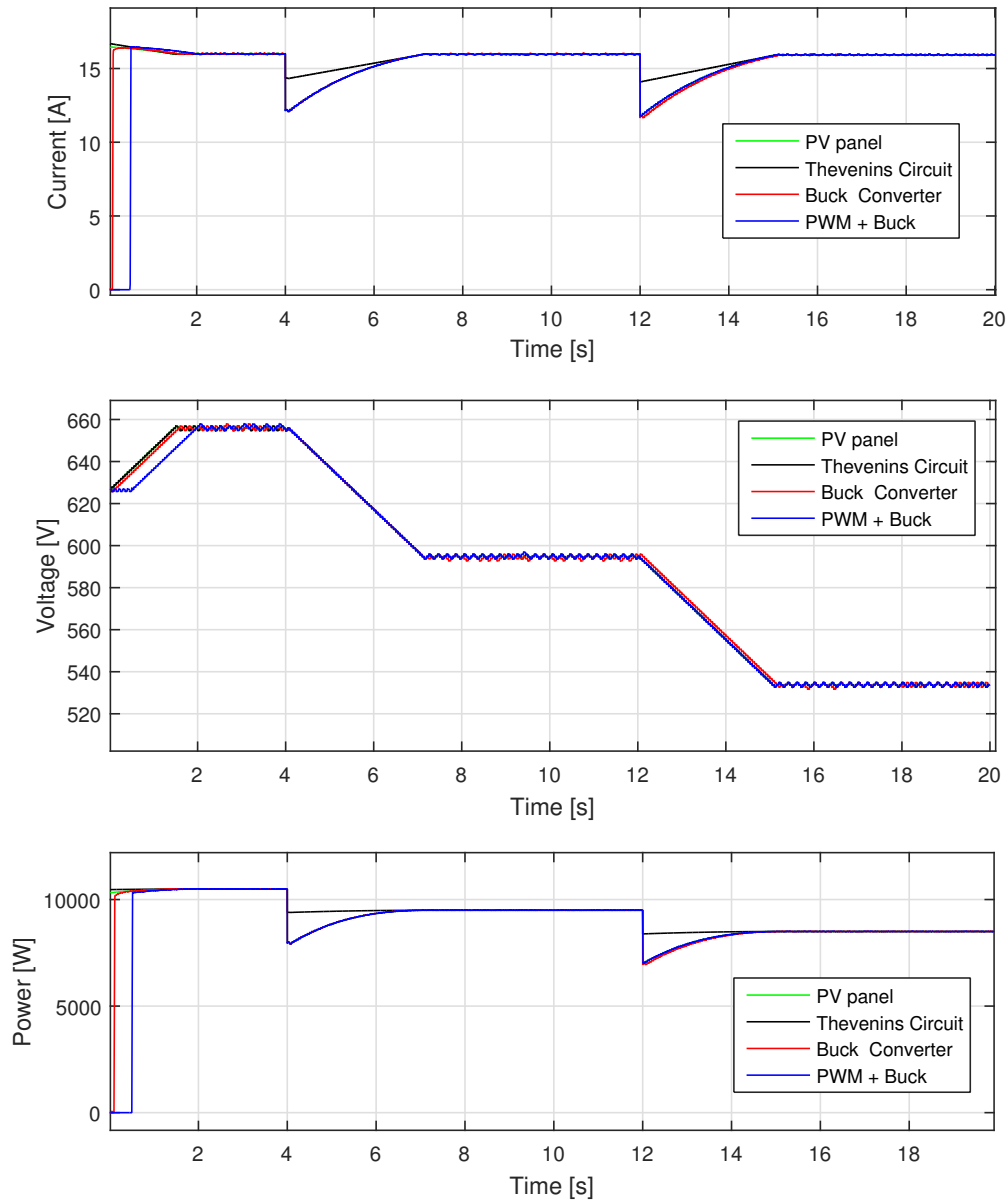 Current [A]
15
10
5
0
PV panel
Thevenins Circuit
Buck Converter
PWM + Buck
2 4 6 8 10 12 14 16 18 20
Time [s]
Voltage [V]
660
640
620
600
580
560
540
520
PV panel
Thevenins Circuit
Buck Converter
PWM + Buck
2 4 6 8 10 12 14 16 18 20
Time [s]
Power [W]
10000
5000
0
PV panel
Thevenins Circuit
Buck Converter
PWM + Buck
2 4 6 8 10 12 14 16 18
Time [s]